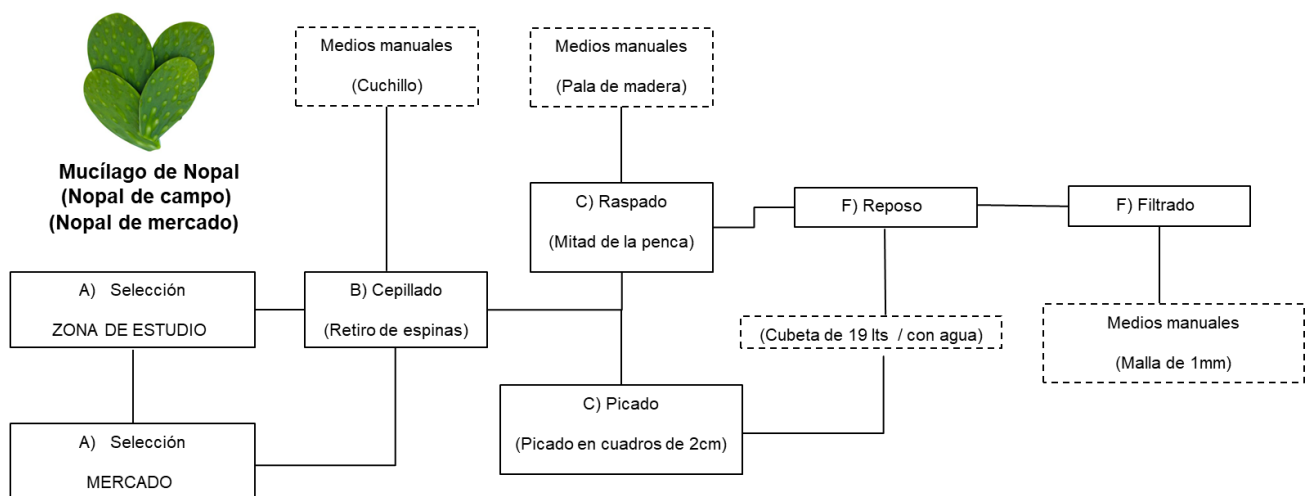 Mucílago de Nopal
(Nopal de campo)
(Nopal de mercado)
A) Selección
ZONA DE ESTUDIO
A) Selección
MERCADO
Medios manuales
(Cuchillo)
B) Cepillado
(Retiro de espinas)
Medios manuales
(Pala de madera)
C) Raspado
(Mitad de la penca)
C) Picado
(Picado en cuadros de 2cm)
F) Reposo
(Cubeta de 19 lts / con agua)
F) Filtrado
Medios manuales
(Malla de 1mm)